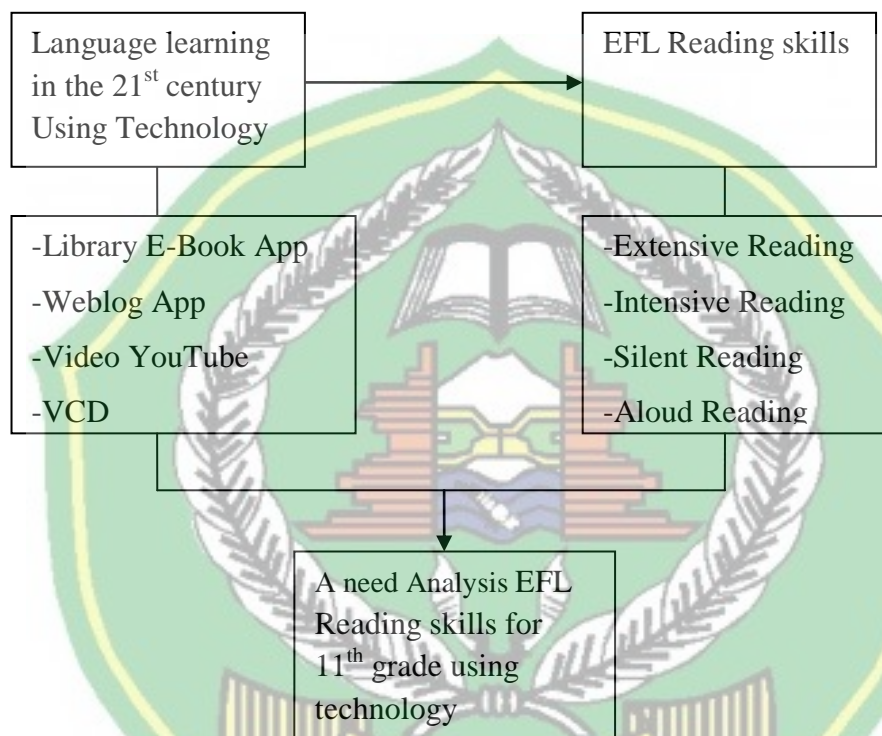 Language learning
in the 21st century
Using Technology
EFL Reading skills
-Library E-Book App
-Weblog App
-Video YouTube
-VCD
-Extensive Reading
-Intensive Reading
-Silent Reading
-Aloud Reading
A need Analysis EFL
Reading skills for
11th grade using
technology